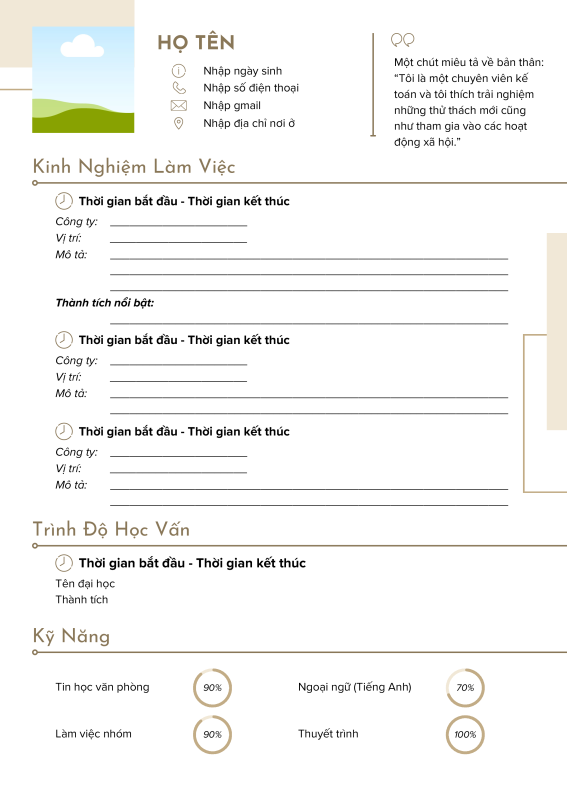 HỌ TÊN
Nhập ngày sinh
Nhập số điện thoại
Nhập gmail
Nhập địa chỉ nơi ở
Một chút miêu tả về bản thân:
“Tôi là một chuyên viên kế
toán và tôi thích trải nghiệm
những thử thách mới cũng
như tham gia vào các hoạt
động xã hội.”
Kinh Nghiệm Làm Việc
Thời gian bắt đầu - Thời gian kết thúc
Công ty:
Vị trí:
Mô tả:
Thành tích nổi bật:
Thời gian bắt đầu - Thời gian kết thúc
Công ty:
Vị trí:
Mô tả:
Thời gian bắt đầu - Thời gian kết thúc
Công ty:
Vị trí:
Mô tả:
Trình Độ Học Vấn
Thời gian bắt đầu - Thời gian kết thúc
Tên đại học
Thành tích
Kỹ Năng
Tin học văn phòng 90% Ngoại ngữ (Tiếng Anh) 70%
Làm việc nhóm 90% Thuyết trình 100%